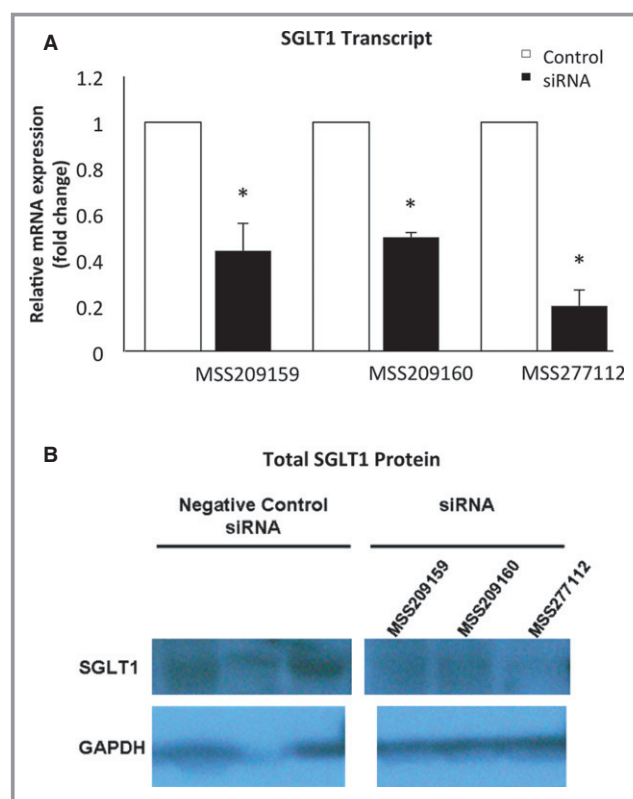 A
SGLT1 Transcript
Control
siRNA
Relative mRNA expression
(fold change)
1.2
1
0.8
0.6
0.4
0.2
0
*
*
*
MSS209159
MSS209160
MSS277112
B
Total SGLT1 Protein
Negative Control
siRNA
siRNA
MSS209159
MSS209160
MSS277112
SGLT1
GAPDH